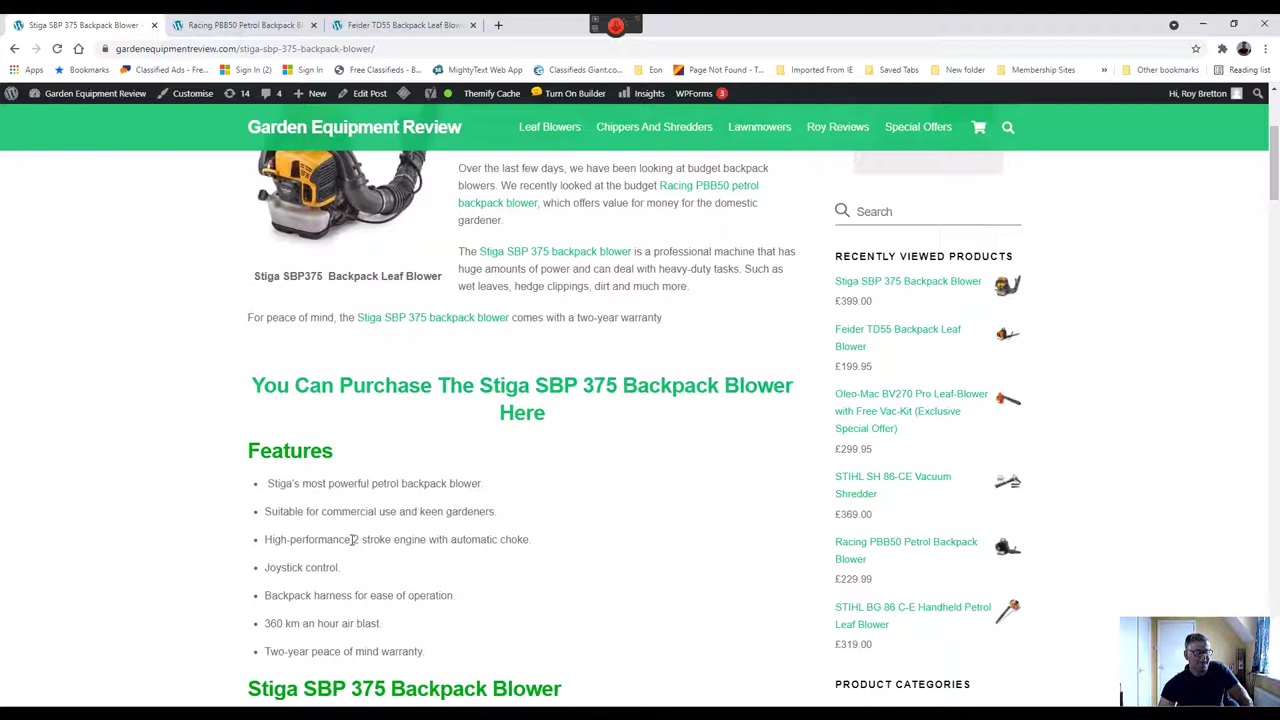 Stiga SBP 375 Backpack Blower -
Racing PBB50 Petrol Backpack
Feider TD55 Backpack Leaf Blowe
gardenequipmentreview.com/stiga-sbp-375-backpack-blower/
Apps
Bookmarks
Classified Ads - Fre...
Sign In (2)
Sign In
Free Classifieds - B...
MightyText Web App
Classifieds Giant.co...
Eon
Page Not Found - T...
Imported From IE
Saved Tabs
New folder
Membership Sites
»
Other bookmarks
Reading list
Garden Equipment Review
Customise
14
4
New
Edit Post
Themify Cache
Turn On Builder
Insights
WPForms 3
Hi, Roy Bretton
Garden Equipment Review
Leaf Blowers
Chippers And Shredders
Lawnmowers
Roy Reviews
Special Offers
Stiga SBP375 Backpack Leaf Blower
Over the last few days, we have been looking at budget backpack
blowers. We recently looked at the budget Racing PBB50 petrol
backpack blower, which offers value for money for the domestic
gardener.
The Stiga SBP 375 backpack blower is a professional machine that has
huge amounts of power and can deal with heavy-duty tasks. Such as
wet leaves, hedge clippings, dirt and much more.
For peace of mind, the Stiga SBP 375 backpack blower comes with a two-year warranty
You Can Purchase The Stiga SBP 375 Backpack Blower
Here
Features
• Stiga's most powerful petrol backpack blower.
• Suitable for commercial use and keen gardeners.
• High-performance 2 stroke engine with automatic choke.
• Joystick control.
• Backpack harness for ease of operation.
• 360 km an hour air blast.
• Two-year peace of mind warranty.
Stiga SBP 375 Backpack Blower
Search
RECENTLY VIEWED PRODUCTS
Stiga SBP 375 Backpack Blower
£399.00
Feider TD55 Backpack Leaf
Blower
£199.95
Oleo-Mac BV270 Pro Leaf-Blower
with Free Vac-Kit (Exclusive
Special Offer)
£299.95
STIHL SH 86-CE Vacuum
Shredder
£369.00
Racing PBB50 Petrol Backpack
Blower
£229.99
STIHL BG 86 C-E Handheld Petrol
Leaf Blower
£319.00
PRODUCT CATEGORIES